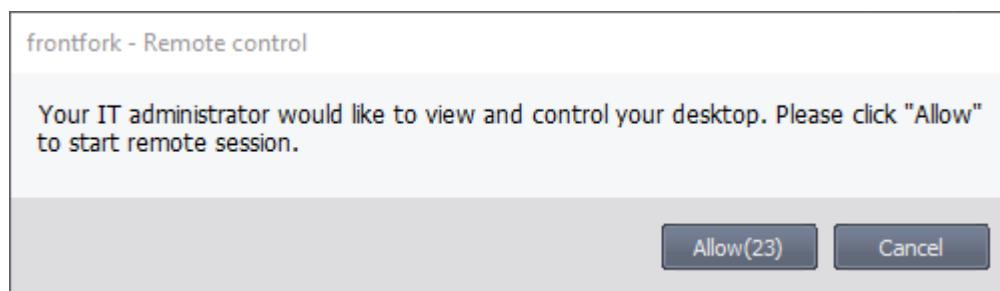 frontfork - Remote control
Your IT administrator would like to view and control your desktop. Please click "Allow"
to start remote session.
Allow(23)
Cancel